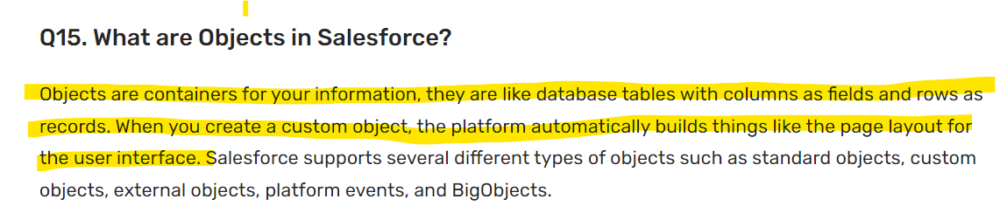 Q15. What are Objects in Salesforce?
Objects are containers for your information, they are like database tables with columns as fields and rows as
records. When you create a custom object, the platform automatically builds things like the page layout for
the user interface. Salesforce supports several different types of objects such as standard objects, custom
objects, external objects, platform events, and BigObjects.